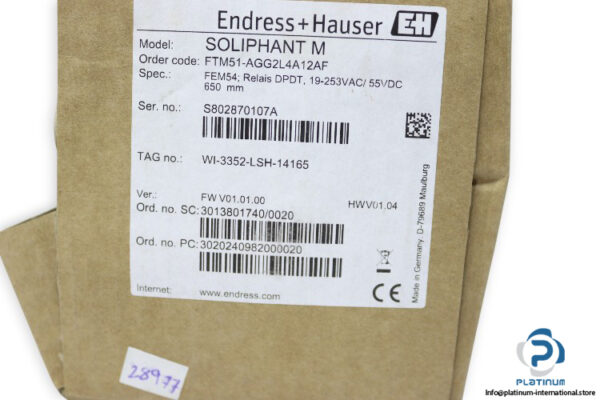 Endress+Hauser EH
Model: SOLIPHANT M
Order code: FTM51-AGG2L4A12AF
Spec.: FEM54; Relais DPDT, 19-253VAC/ 55VDC
650 mm
Ser. no.: S802870107A
TAG no.: WI-3352-LSH-14165
Ver.: FW V01.01.00 HW V01.04
Ord. no. SC: 3013801740/0020
Ord. no. PC: 3020240982000020
Internet: www.endress.com
Made in Germany, D-79689 Maulburg
CE
28977
PLATINUM
Info@platinum-international.store